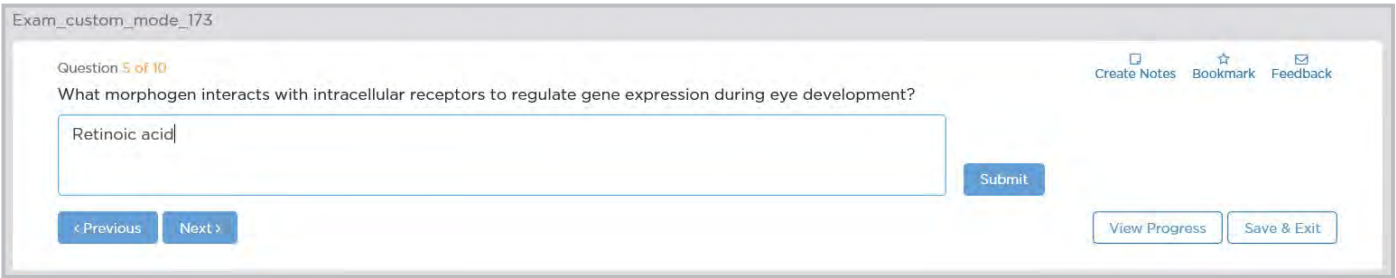 Exam_custom_mode_173
Question 5 of 10
Create Notes Bookmark Feedback
What morphogen interacts with intracellular receptors to regulate gene expression during eye development?
Retinoic acid
Submit
< Previous Next >
View Progress Save & Exit